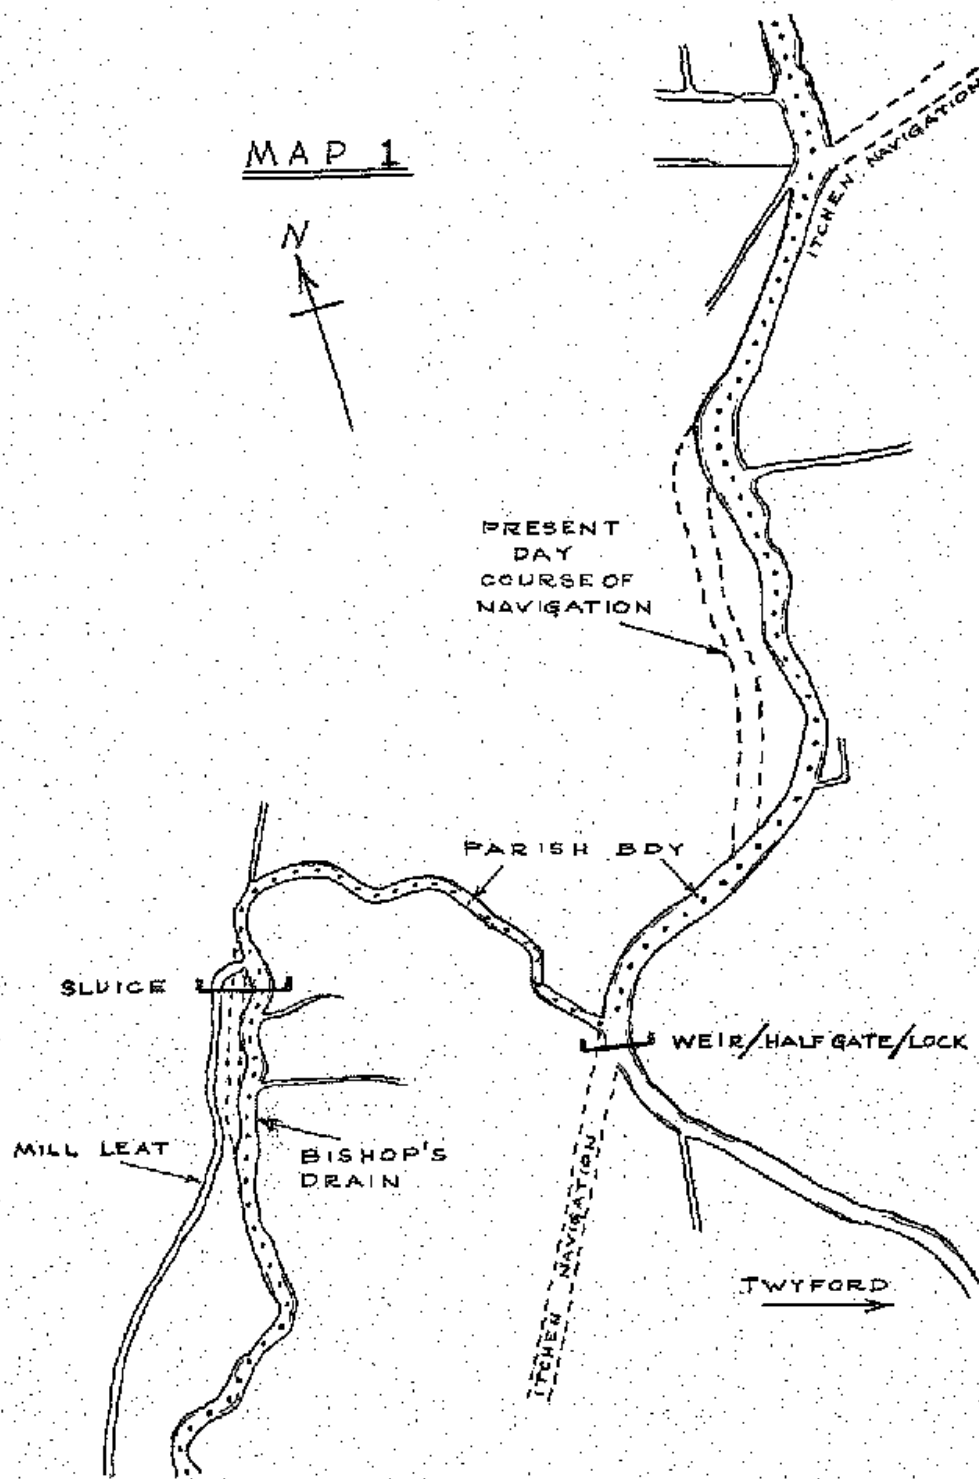 MAP 1
N
ITCHEN NAVIGATION
PRESENT
DAY
COURSE OF
NAVIGATION
PARISH BDY
SLUICE
WEIR/HALF GATE/LOCK
MILL LEAT
BISHOP'S
DRAIN
ITCHEN NAVIGATION
TWYFORD